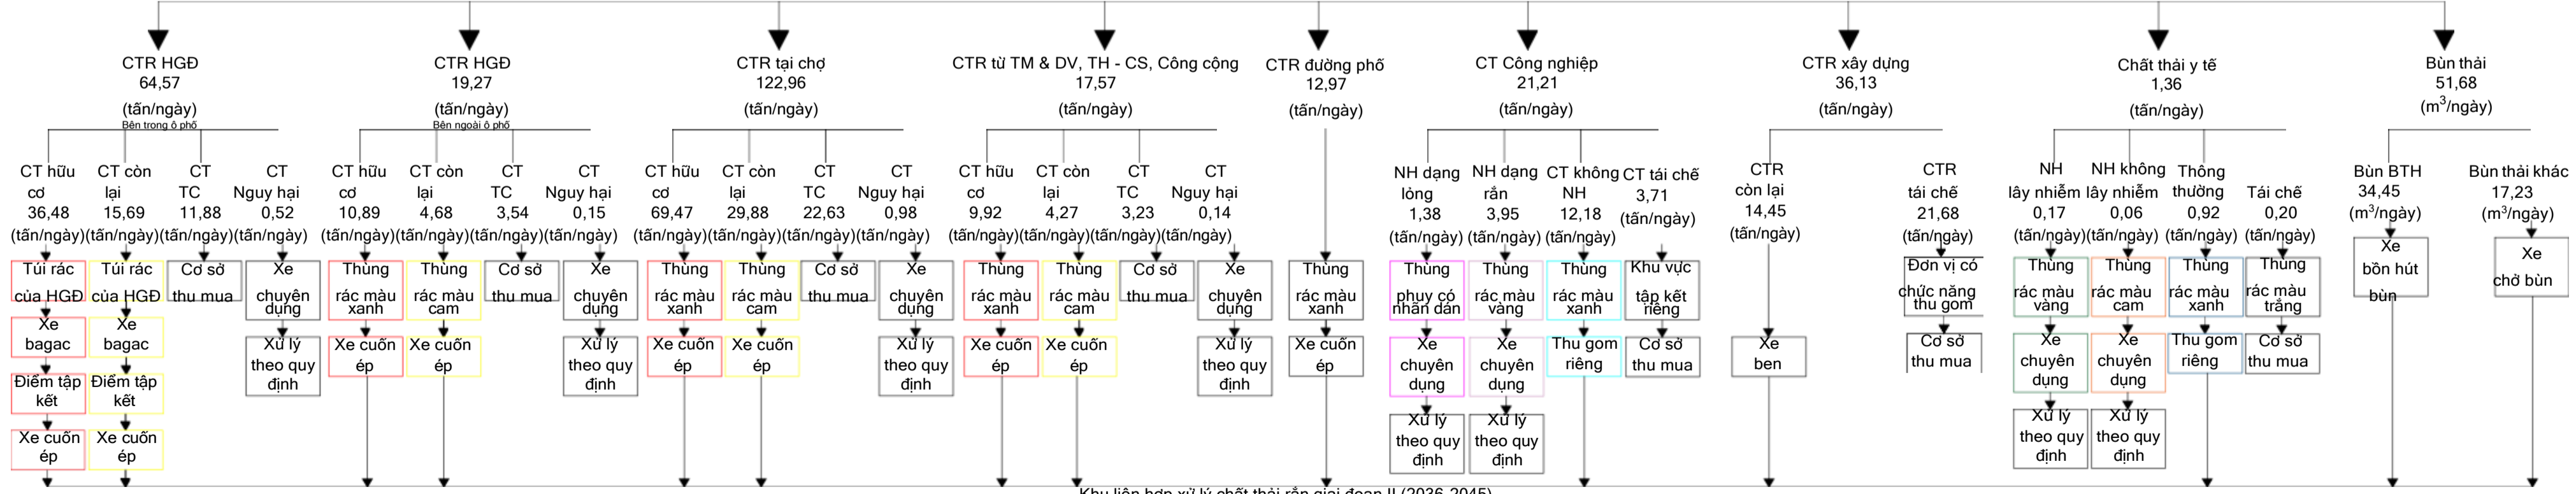 CTR HGĐ
64,57
(tấn/ngày)
Bên trong ô phố
CT hữu
cơ
36,48
(tấn/ngày)
CT còn
lại
15,69
(tấn/ngày)
CT
TC
11,88
(tấn/ngày)
CT
Nguy hại
0,52
(tấn/ngày)
Túi rác
của HGĐ
Xe
bagac
Điểm tập
kết
Xe cuốn
ép
Túi rác
của HGĐ
Xe
bagac
Điểm tập
kết
Xe cuốn
ép
Cơ sở
thu mua
Xe
chuyên
dụng
Xử lý
theo quy
định
CTR HGĐ
19,27
(tấn/ngày)
Bên ngoài ô phố
CT hữu
cơ
10,89
(tấn/ngày)
CT còn
lại
4,68
(tấn/ngày)
CT
TC
3,54
(tấn/ngày)
CT
Nguy hại
0,15
(tấn/ngày)
Thùng
rác màu
xanh
Xe cuốn
ép
Thùng
rác màu
cam
Xe cuốn
ép
Cơ sở
thu mua
Xe
chuyên
dụng
Xử lý
theo quy
định
CTR tại chợ
122,96
(tấn/ngày)
CT hữu
cơ
69,47
(tấn/ngày)
CT còn
lại
29,88
(tấn/ngày)
CT
TC
22,63
(tấn/ngày)
CT
Nguy hại
0,98
(tấn/ngày)
Thùng
rác màu
xanh
Xe cuốn
ép
Thùng
rác màu
cam
Xe cuốn
ép
Cơ sở
thu mua
Xe
chuyên
dụng
Xử lý
theo quy
định
CTR từ TM & DV, TH - CS, Công cộng
17,57
(tấn/ngày)
CT hữu
cơ
9,92
(tấn/ngày)
CT còn
lại
4,27
(tấn/ngày)
CT
TC
3,23
(tấn/ngày)
CT
Nguy hại
0,14
(tấn/ngày)
Thùng
rác màu
xanh
Xe cuốn
ép
Thùng
rác màu
cam
Xe cuốn
ép
Cơ sở
thu mua
Xe
chuyên
dụng
Xử lý
theo quy
định
CTR đường phố
12,97
(tấn/ngày)
Thùng
rác màu
xanh
Xe cuốn
ép
CT Công nghiệp
21,21
(tấn/ngày)
NH dạng
lỏng
1,38
(tấn/ngày)
NH dạng
rắn
3,95
(tấn/ngày)
CT không
NH
12,18
(tấn/ngày)
CT tái chế
3,71
(tấn/ngày)
Thùng
phuy có
nhãn dán
Xe
chuyên
dụng
Xử lý
theo quy
định
Thùng
rác màu
vàng
Xe
chuyên
dụng
Xử lý
theo quy
định
Thùng
rác màu
xanh
Thu gom
riêng
Khu vực
tập kết
riêng
Cơ sở
thu mua
CTR xây dựng
36,13
(tấn/ngày)
CTR
còn lại
14,45
(tấn/ngày)
CTR
tái chế
21,68
(tấn/ngày)
Xe
ben
Đơn vị có
chức năng
thu gom
Cơ sở
thu mua
Chất thải y tế
1,36
(tấn/ngày)
NH
lây nhiễm
0,17
(tấn/ngày)
NH không
lây nhiễm
0,06
(tấn/ngày)
Thông
thường
0,92
(tấn/ngày)
Tái chế
0,20
(tấn/ngày)
Thùng
rác màu
vàng
Xe
chuyên
dụng
Xử lý
theo quy
định
Thùng
rác màu
cam
Xe
chuyên
dụng
Xử lý
theo quy
định
Thùng
rác màu
xanh
Thu gom
riêng
Thùng
rác màu
trắng
Cơ sở
thu mua
Bùn thải
51,68
(m³/ngày)
Bùn BTH
34,45
(m³/ngày)
Bùn thải khác
17,23
(m³/ngày)
Xe
bồn hút
bùn
Xe
chở bùn
Khu liên hợp xử lý chất thải rắn giai đoạn II (2036-2045)